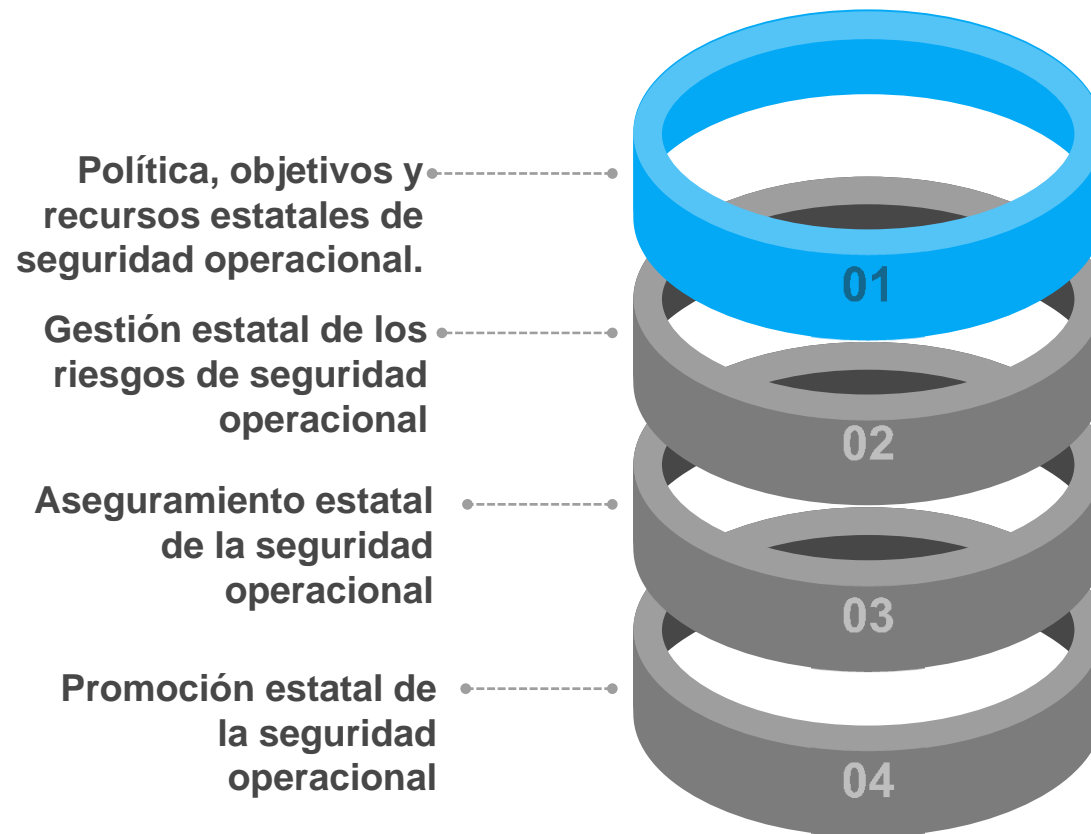 Política, objetivos y
recursos estatales de
seguridad operacional.
01
Gestión estatal de los
riesgos de seguridad
operacional
02
Aseguramiento estatal
de la seguridad
operacional
03
Promoción estatal de
la seguridad
operacional
04